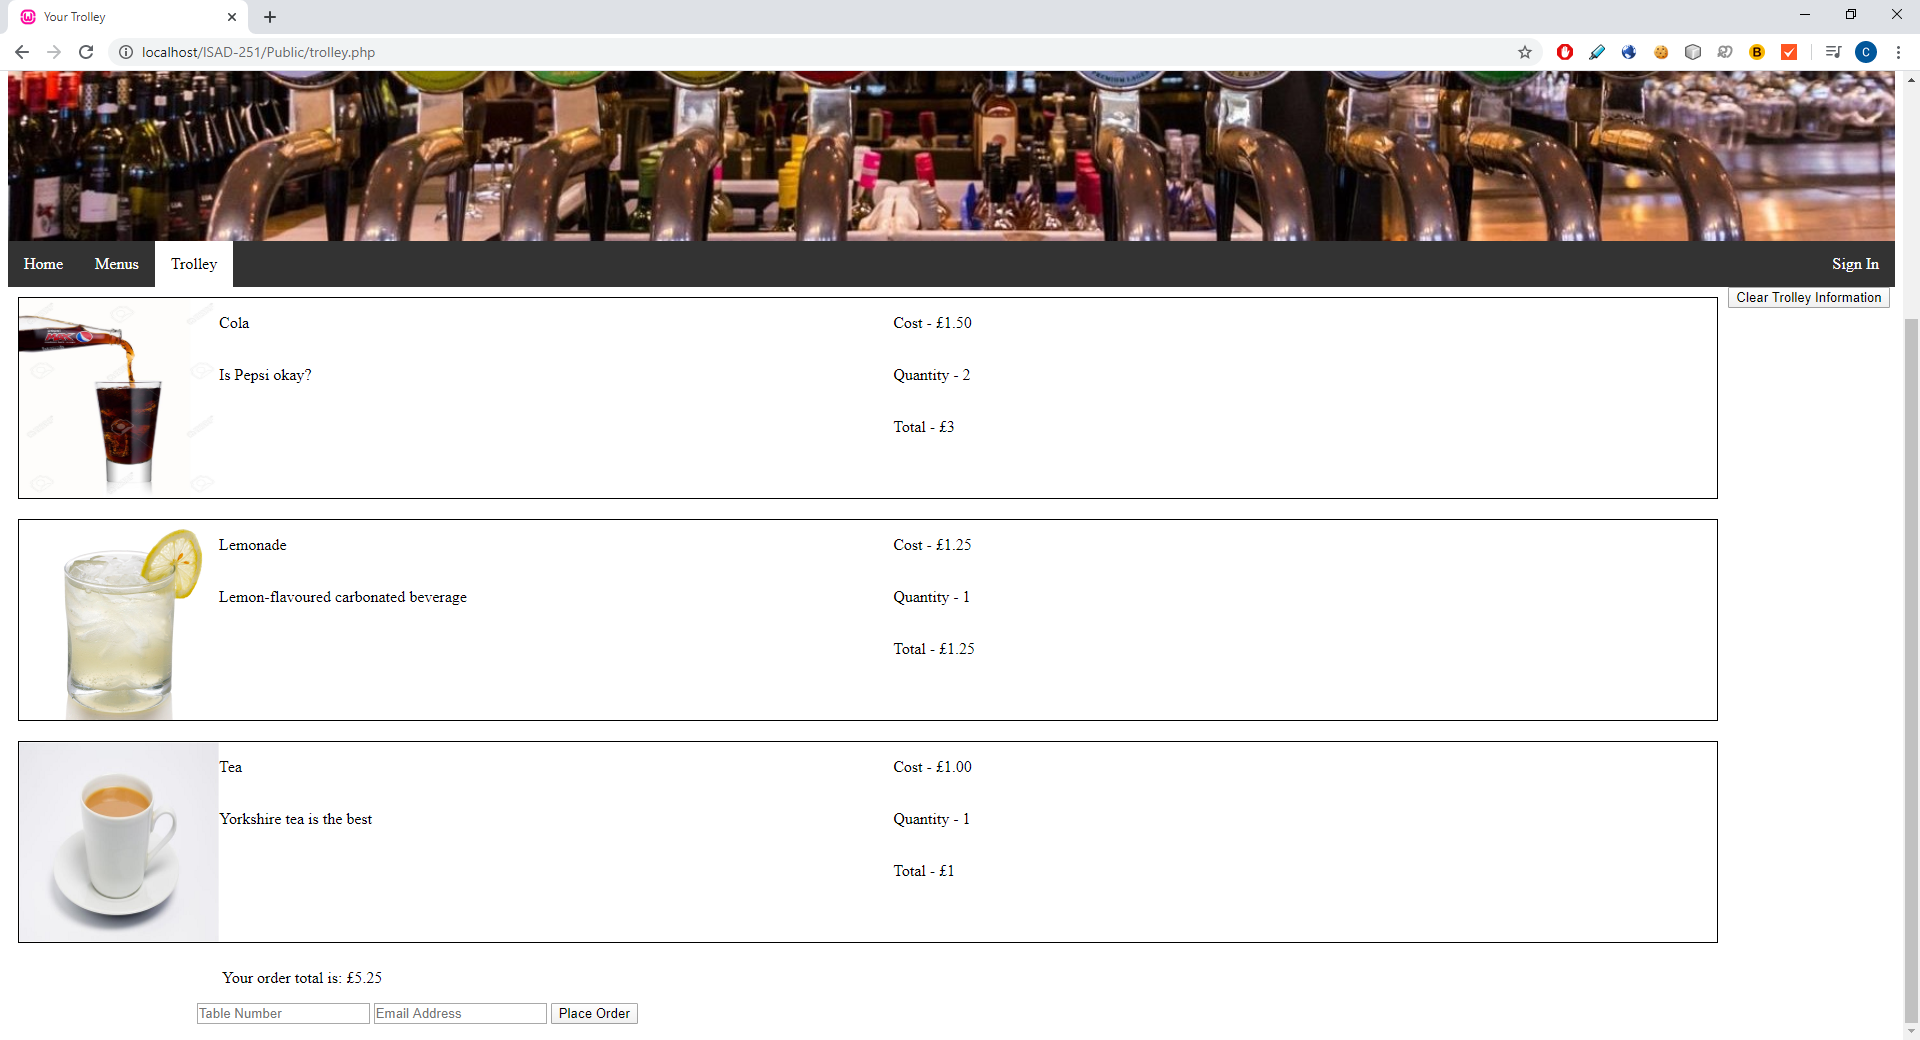 Your Trolley
localhost/ISAD-251/Public/trolley.php
C
B
PREMIUM LAGER
Home Menus Trolley Sign In
Clear Trolley Information
MAX
Cola
Cost - £1.50
Is Pepsi okay?
Quantity - 2
Total - £3
Lemonade
Cost - £1.25
Lemon-flavoured carbonated beverage
Quantity - 1
Total - £1.25
Tea
Cost - £1.00
Yorkshire tea is the best
Quantity - 1
Total - £1
Your order total is: £5.25
Table Number Email Address Place Order